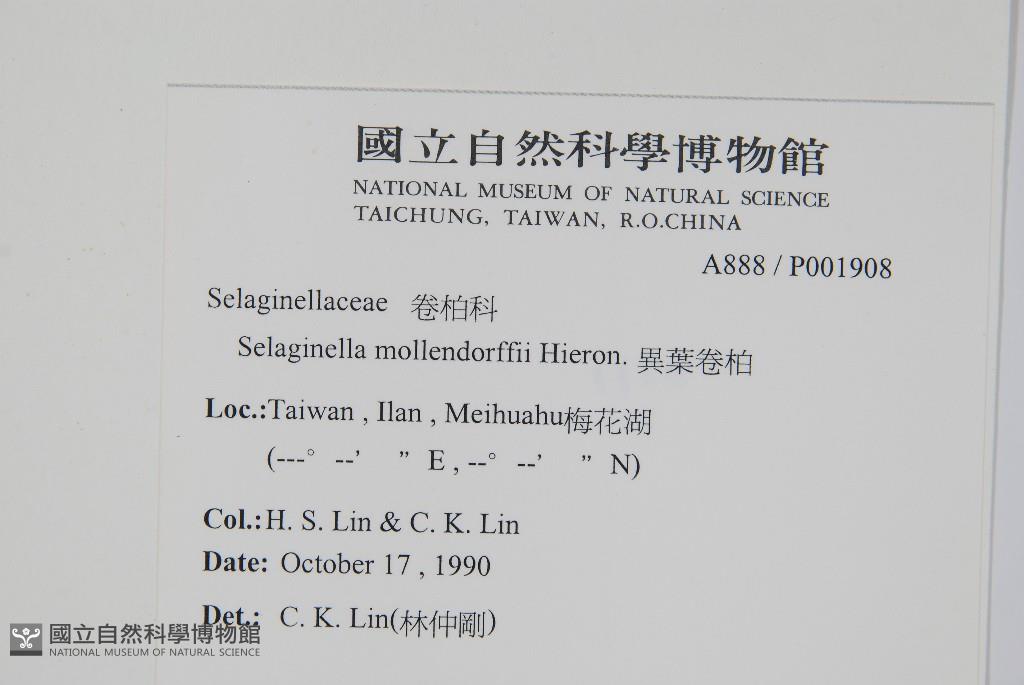 國立自然科學博物館
NATIONAL MUSEUM OF NATURAL SCIENCE
TAICHUNG, TAIWAN, R.O.CHINA
A888 / P001908
Selaginellaceae 卷柏科
Selaginella mollendorffii Hieron. 異葉卷柏
Loc.:Taiwan , Ilan , Meihuahu梅花湖
(---° --’ ” E , --° --’ ” N)
Col.:H. S. Lin & C. K. Lin
Date: October 17 , 1990
Det.: C. K. Lin(林仲剛)
國立自然科學博物館
NATIONAL MUSEUM OF NATURAL SCIENCE